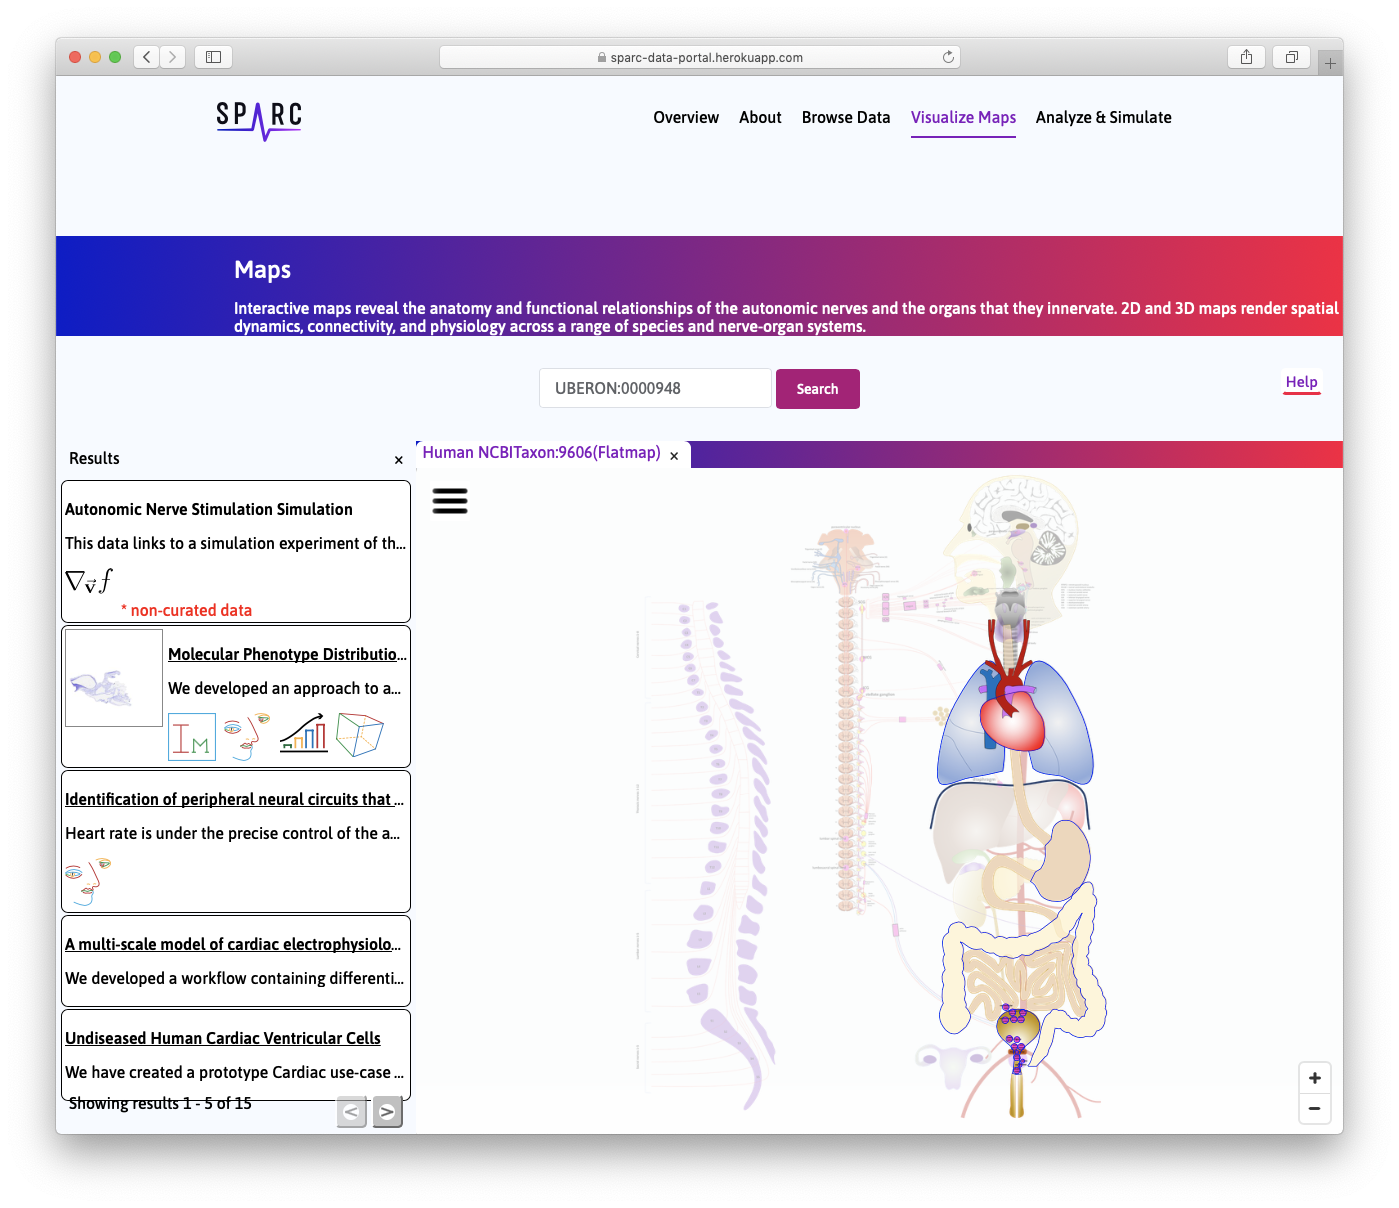 sparc-data-portal.herokuapp.com
SPARC
Overview About Browse Data Visualize Maps Analyze & Simulate
Maps
Interactive maps reveal the anatomy and functional relationships of the autonomic nerves and the organs that they innervate. 2D and 3D maps render spatial
dynamics, connectivity, and physiology across a range of species and nerve-organ systems.
UBERON:0000948 Search
Help
Results ×
Human NCBITaxon:9606(Flatmap) ×
Autonomic Nerve Stimulation Simulation
This data links to a simulation experiment of th...
∇v⃗ f
* non-curated data
Molecular Phenotype Distributio...
We developed an approach to a...
IM
Identification of peripheral neural circuits that ...
Heart rate is under the precise control of the a...
A multi-scale model of cardiac electrophysiolo...
We developed a workflow containing differenti...
Undiseased Human Cardiac Ventricular Cells
We have created a prototype Cardiac use-case ...
Showing results 1 - 5 of 15 < >
+
−